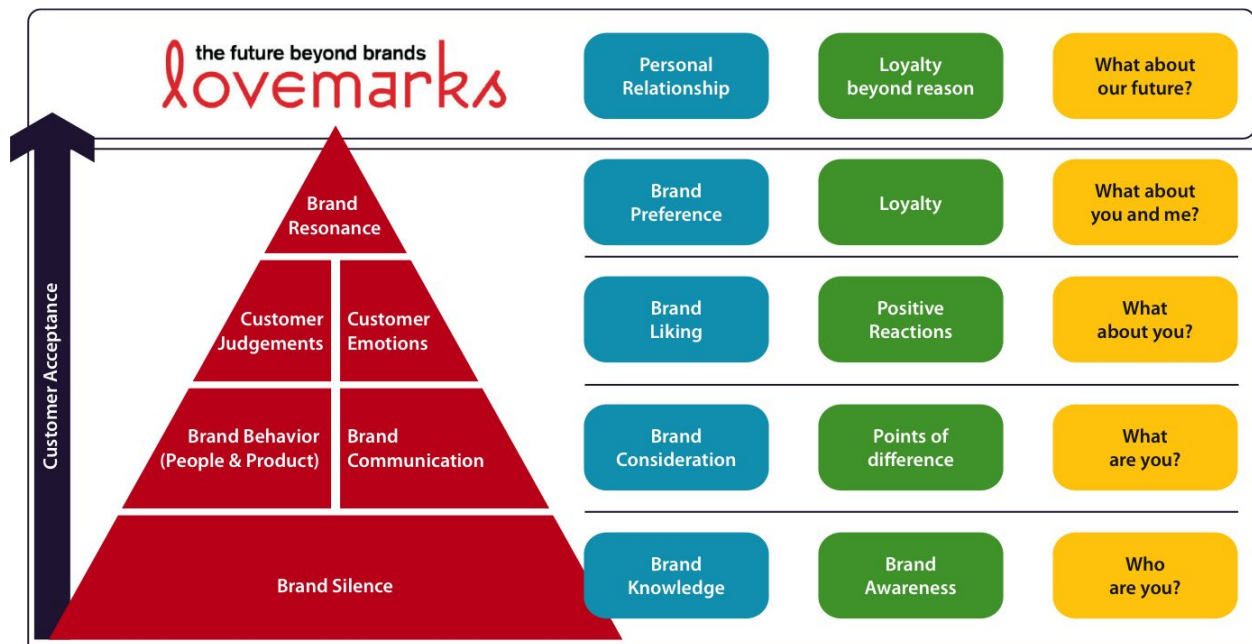 the future beyond brands
lovemarks
Personal
Relationship
Loyalty
beyond reason
What about
our future?
Customer Acceptance
Brand
Resonance
Brand
Preference
Loyalty
What about
you and me?
Customer
Judgements
Customer
Emotions
Brand
Liking
Positive
Reactions
What
about you?
Brand Behavior
(People & Product)
Brand
Communication
Brand
Consideration
Points of
difference
What
are you?
Brand Silence
Brand
Knowledge
Brand
Awareness
Who
are you?